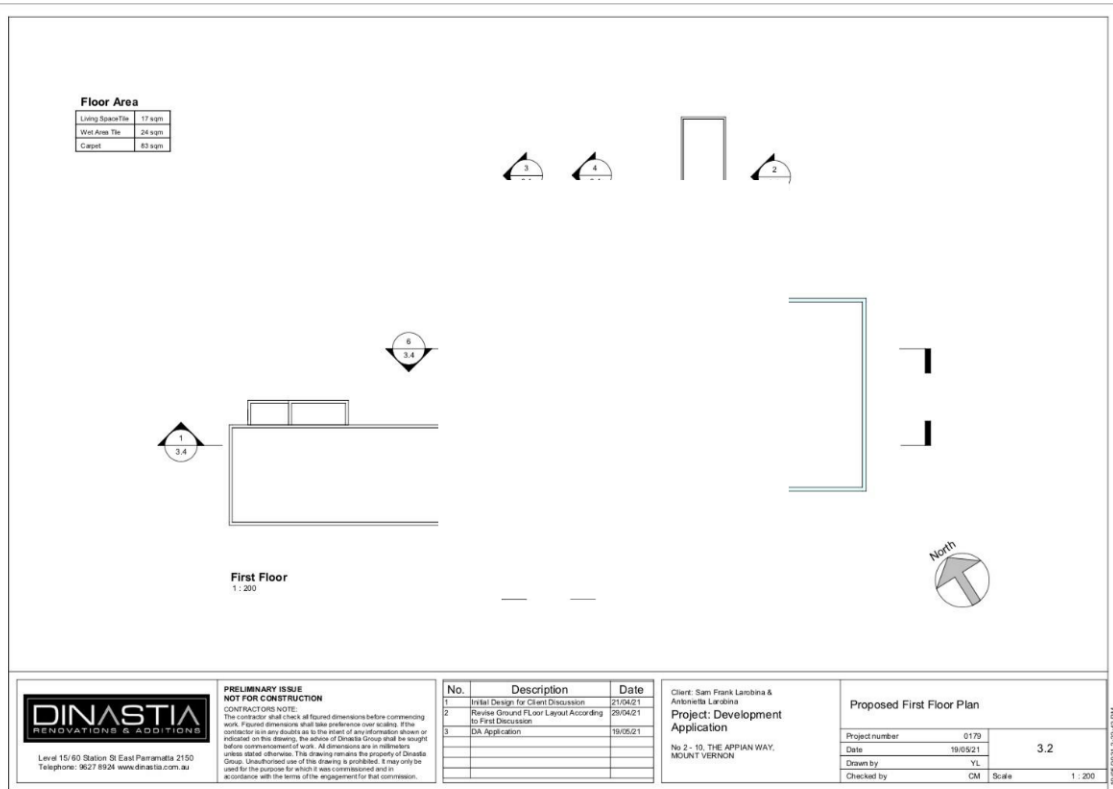 Floor Area
Living SpaceTile 17 sqm
Wet Area Tile 24 sqm
Carpet 83 sqm
3
4
2
6
3.4
1
3.4
First Floor
1 : 200
North
DINASTIA
RENOVATIONS & ADDITIONS
Level 15/60 Station St East Parramatta 2150
Telephone: 9627 8924 www.dinastia.com.au
PRELIMINARY ISSUE
NOT FOR CONSTRUCTION
CONTRACTORS NOTE:
The contractor shall check all figured dimensions before commencing
work. Figured dimensions shall take preference over scaling. If the
contractor is in any doubts as to the intent of any information shown or
indicated on this drawing, the advice of Dinastia Group shall be sought
before commencement of work. All dimensions are in millimeters
unless stated otherwise. This drawing remains the property of Dinastia
Group. Unauthorised use of this drawing is prohibited. It may only be
used for the purpose for which it was commissioned and in
accordance with the terms of the engagement for that commission.
No. Description Date
1 Initial Design for Client Discussion 21/04/21
2 Revise Ground FLoor Layout According 29/04/21
to First Discussion
3 DA Application 19/05/21
Client: Sam Frank Larobina &
Antonietta Larobina
Project: Development
Application
No 2 - 10, THE APPIAN WAY,
MOUNT VERNON
Proposed First Floor Plan
Project number 0179
Date 19/05/21
Drawn by YL
Checked by CM
3.2
Scale 1 : 200